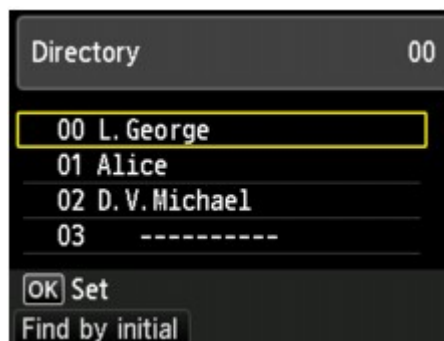 Directory 00
00 L.George
01 Alice
02 D.V.Michael
03 ----------
OK Set
Find by initial